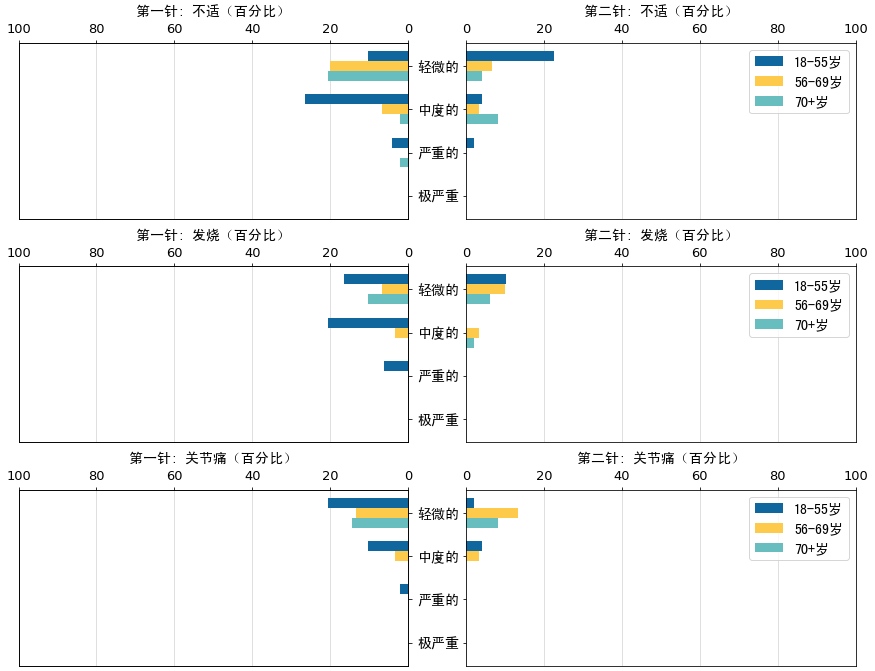 第一针: 不适（百分比）
第二针: 不适（百分比）
100 80 60 40 20 0
0 20 40 60 80 100
轻微的
中度的
严重的
极严重
18-55岁
56-69岁
70+岁
第一针: 发烧（百分比）
第二针: 发烧（百分比）
100 80 60 40 20 0
0 20 40 60 80 100
轻微的
中度的
严重的
极严重
18-55岁
56-69岁
70+岁
第一针: 关节痛（百分比）
第二针: 关节痛（百分比）
100 80 60 40 20 0
0 20 40 60 80 100
轻微的
中度的
严重的
极严重
18-55岁
56-69岁
70+岁